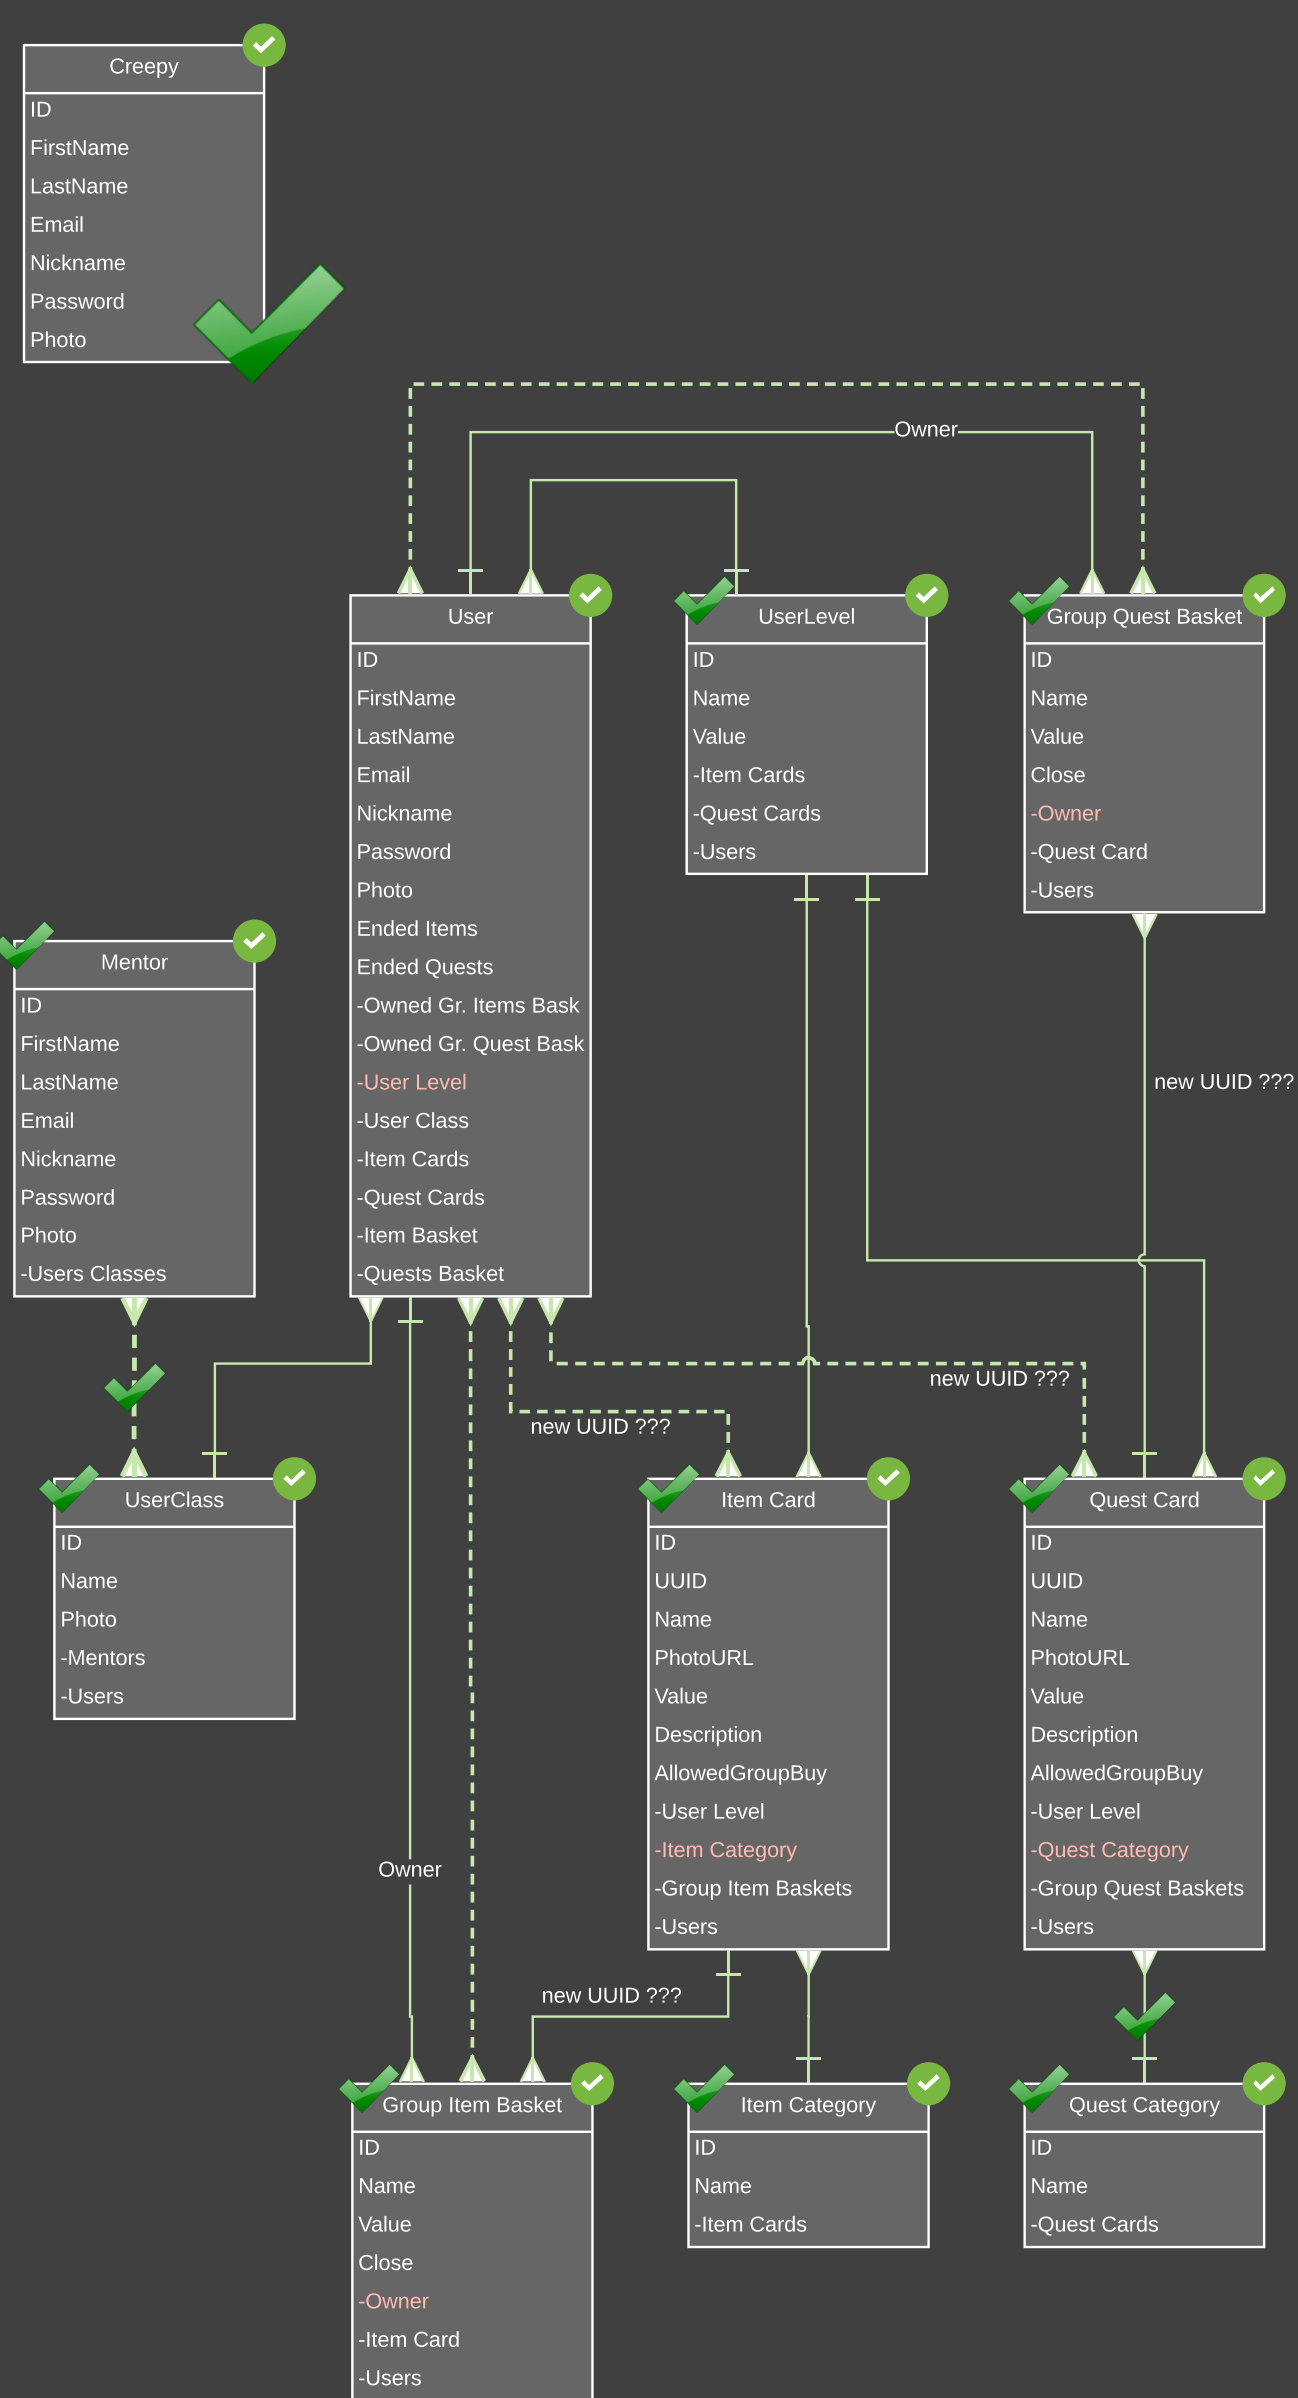 Creepy
ID
FirstName
LastName
Email
Nickname
Password
Photo
Owner
User
ID
FirstName
LastName
Email
Nickname
Password
Photo
Ended Items
Ended Quests
-Owned Gr. Items Bask
-Owned Gr. Quest Bask
-User Level
-User Class
-Item Cards
-Quest Cards
-Item Basket
-Quests Basket
UserLevel
ID
Name
Value
-Item Cards
-Quest Cards
-Users
Group Quest Basket
ID
Name
Value
Close
-Owner
-Quest Card
-Users
Mentor
ID
FirstName
LastName
Email
Nickname
Password
Photo
-Users Classes
new UUID ???
new UUID ???
new UUID ???
UserClass
ID
Name
Photo
-Mentors
-Users
Item Card
ID
UUID
Name
PhotoURL
Value
Description
AllowedGroupBuy
-User Level
-Item Category
-Group Item Baskets
-Users
Quest Card
ID
UUID
Name
PhotoURL
Value
Description
AllowedGroupBuy
-User Level
-Quest Category
-Group Quest Baskets
-Users
Owner
new UUID ???
Group Item Basket
ID
Name
Value
Close
-Owner
-Item Card
-Users
Item Category
ID
Name
-Item Cards
Quest Category
ID
Name
-Quest Cards